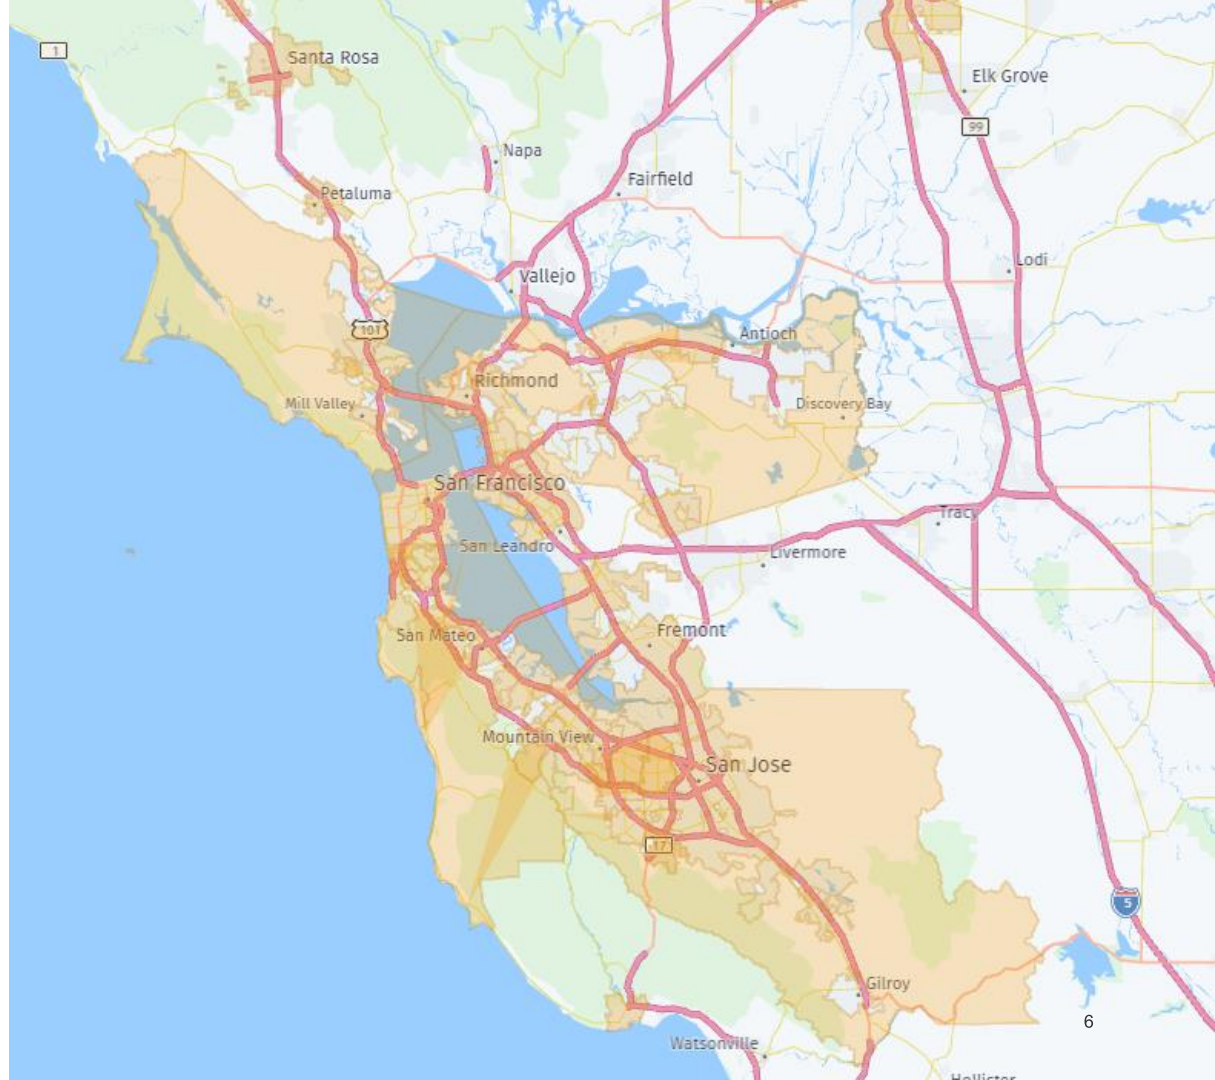 1
Santa Rosa
Elk Grove
99
Napa
Fairfield
Petaluma
Lodi
Vallejo
101
Antioch
Richmond
Mill Valley
Discovery Bay
San Francisco
Tracy
San Leandro
Livermore
San Mateo
Fremont
Mountain View
San Jose
17
5
Gilroy
6
Watsonville
Hollister